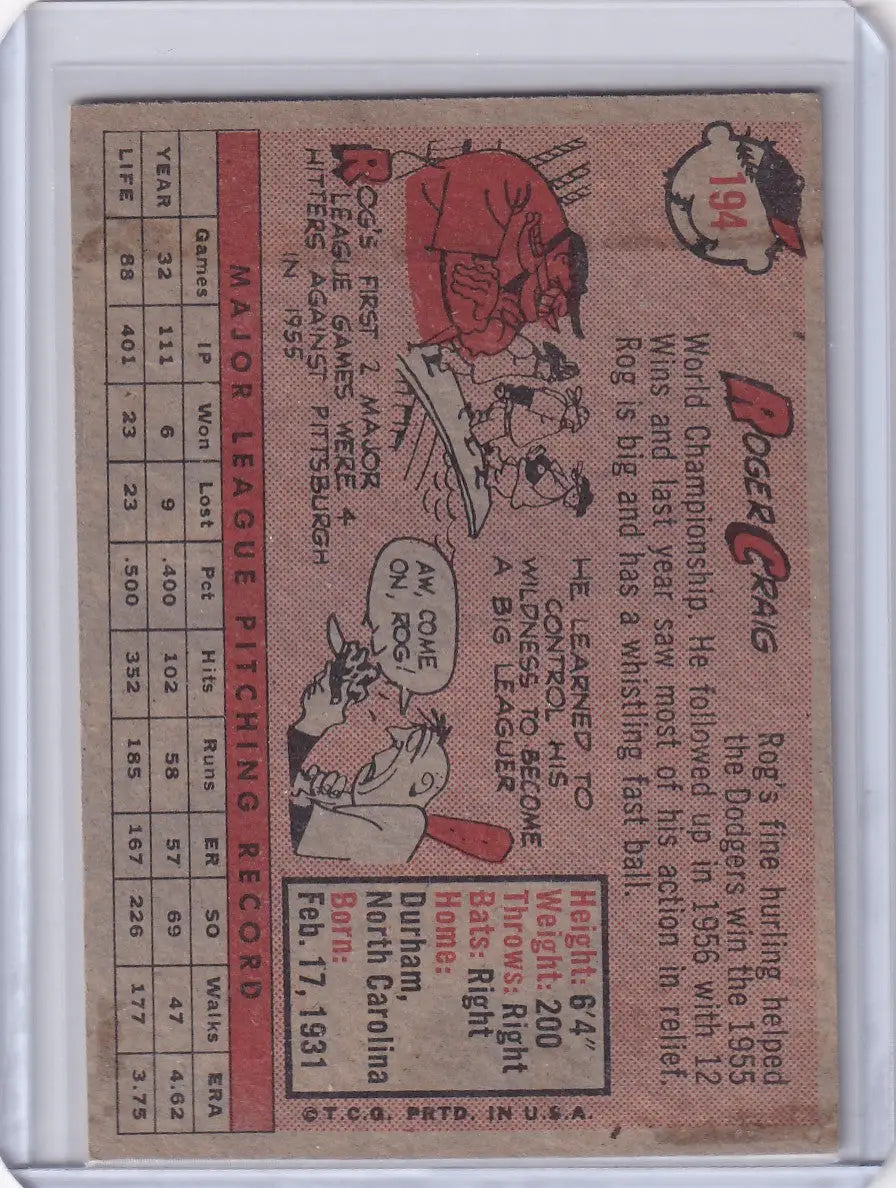 194
ROGER CRAIG
Rog's fine hurling helped
the Dodgers win the 1955
World Championship. He followed up in 1956 with 12
Wins and last year saw most of his action in relief.
Rog is big and has a whistling fast ball.
HE LEARNED TO
CONTROL HIS
WILDNESS TO BECOME
A BIG LEAGUER
AW, COME
ON, ROG!
ROG'S FIRST 2 MAJOR
LEAGUE GAMES WERE 4
HITTERS AGAINST PITTSBURGH
IN 1955
Height: 6'4"
Weight: 200
Throws: Right
Bats: Right
Home:
Durham,
North Carolina
Born:
Feb. 17, 1931
©T.C.G. PRTD. IN U.S.A.
MAJOR LEAGUE PITCHING RECORD
Games IP Won Lost Pct Hits Runs ER SO Walks ERA
YEAR 32 111 6 9 .400 102 58 57 69 47 4.62
LIFE 88 401 23 23 .500 352 185 167 226 177 3.75